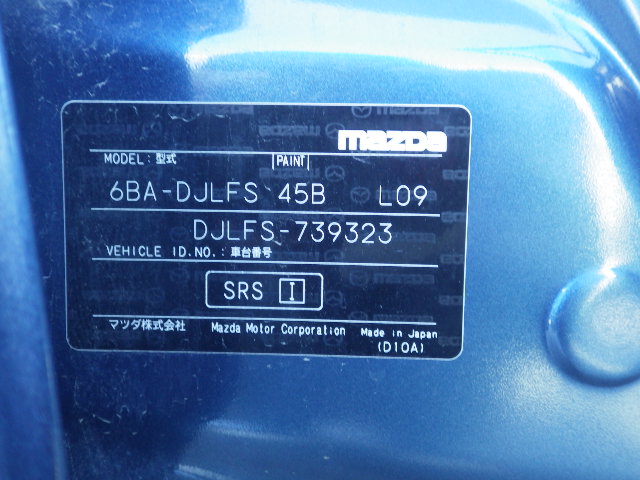 mazda
MODEL: 型式 PAINT
6BA-DJLFS 45B L09
DJLFS-739323
VEHICLE ID.NO.: 車台番号
SRS I
マツダ株式会社 Mazda Motor Corporation Made in Japan
(D10A)